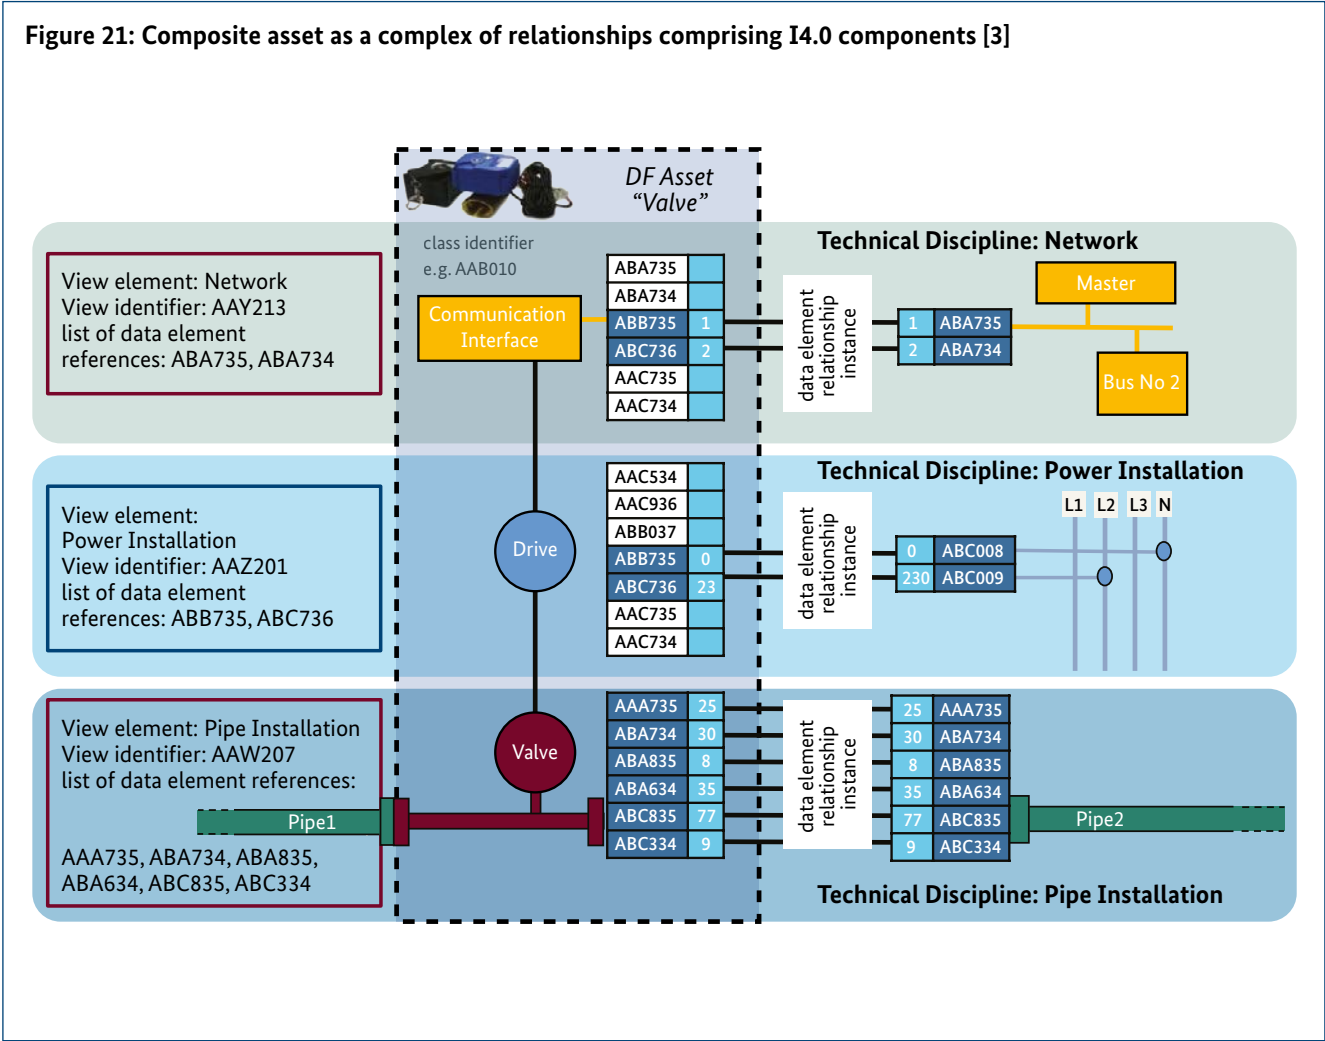 Figure 21: Composite asset as a complex of relationships comprising I4.0 components [3]
DF Asset
“Valve”
class identifier
e.g. AAB010
Technical Discipline: Network
View element: Network
View identifier: AAY213
list of data element
references: ABA735, ABA734
Communication
Interface
ABA735
ABA734
ABB735 1
ABC736 2
AAC735
AAC734
data element
relationship
instance
1 ABA735
2 ABA734
Master
Bus No 2
Technical Discipline: Power Installation
View element:
Power Installation
View identifier: AAZ201
list of data element
references: ABB735, ABC736
Drive
AAC534
AAC936
ABB037
ABB735 0
ABC736 23
AAC735
AAC734
data element
relationship
instance
0 ABC008
230 ABC009
L1 L2 L3 N
View element: Pipe Installation
View identifier: AAW207
list of data element references:
Pipe1
AAA735, ABA734, ABA835,
ABA634, ABC835, ABC334
Valve
AAA735 25
ABA734 30
ABA835 8
ABA634 35
ABC835 77
ABC334 9
data element
relationship
instance
25 AAA735
30 ABA734
8 ABA835
35 ABA634
77 ABC835
9 ABC334
Pipe2
Technical Discipline: Pipe Installation